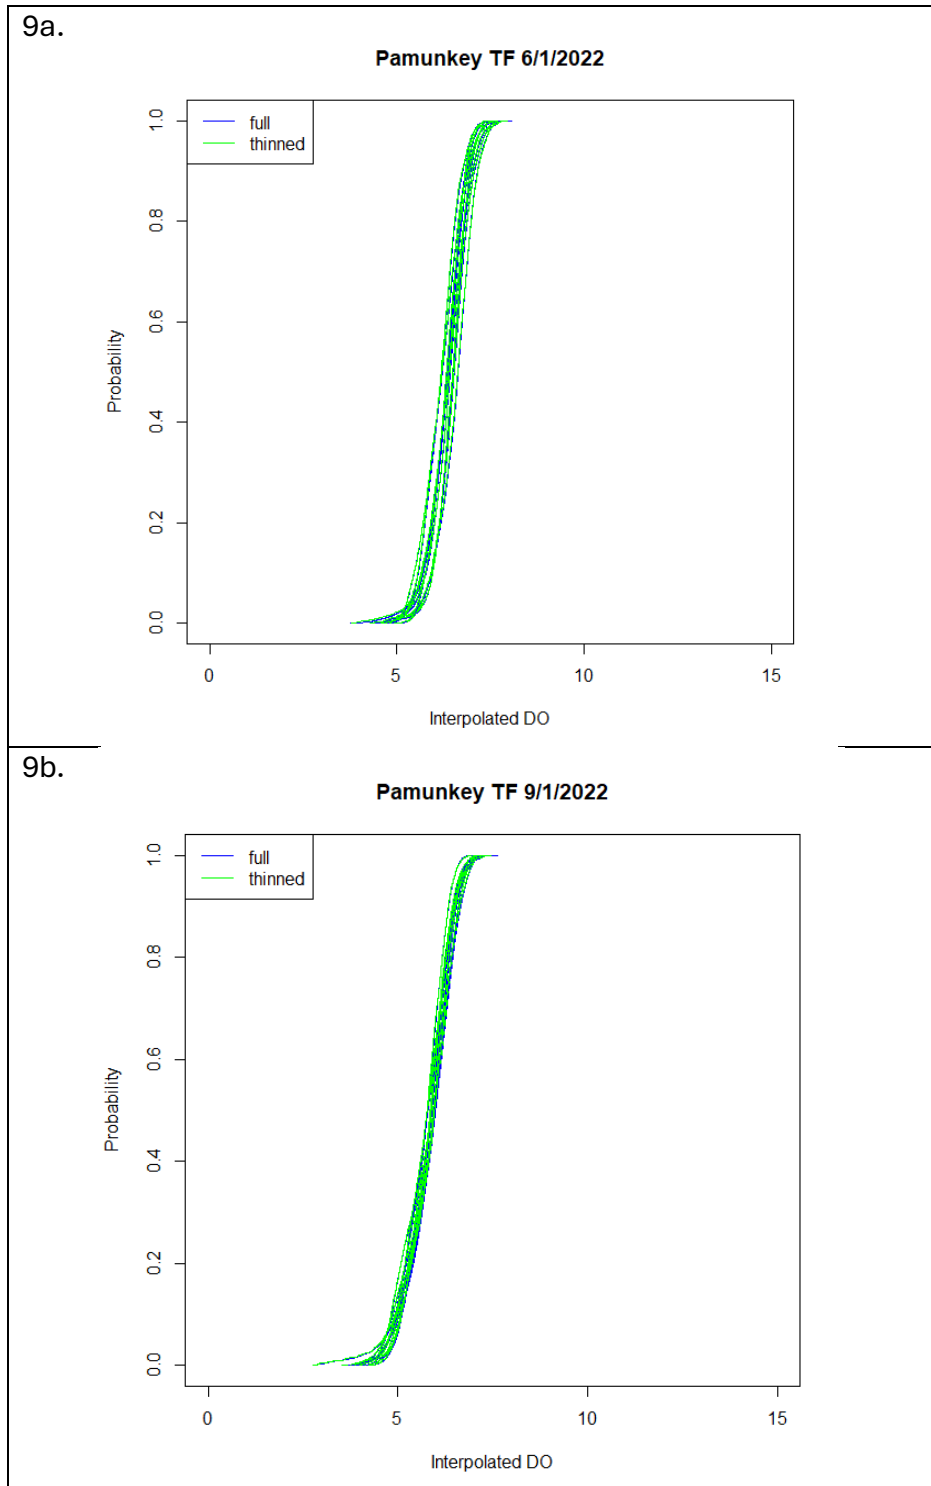 9a.
Pamunkey TF 6/1/2022
full
thinned
1.0
0.8
0.6
0.4
0.2
0.0
Probability
0 5 10 15
Interpolated DO
9b.
Pamunkey TF 9/1/2022
full
thinned
1.0
0.8
0.6
0.4
0.2
0.0
Probability
0 5 10 15
Interpolated DO